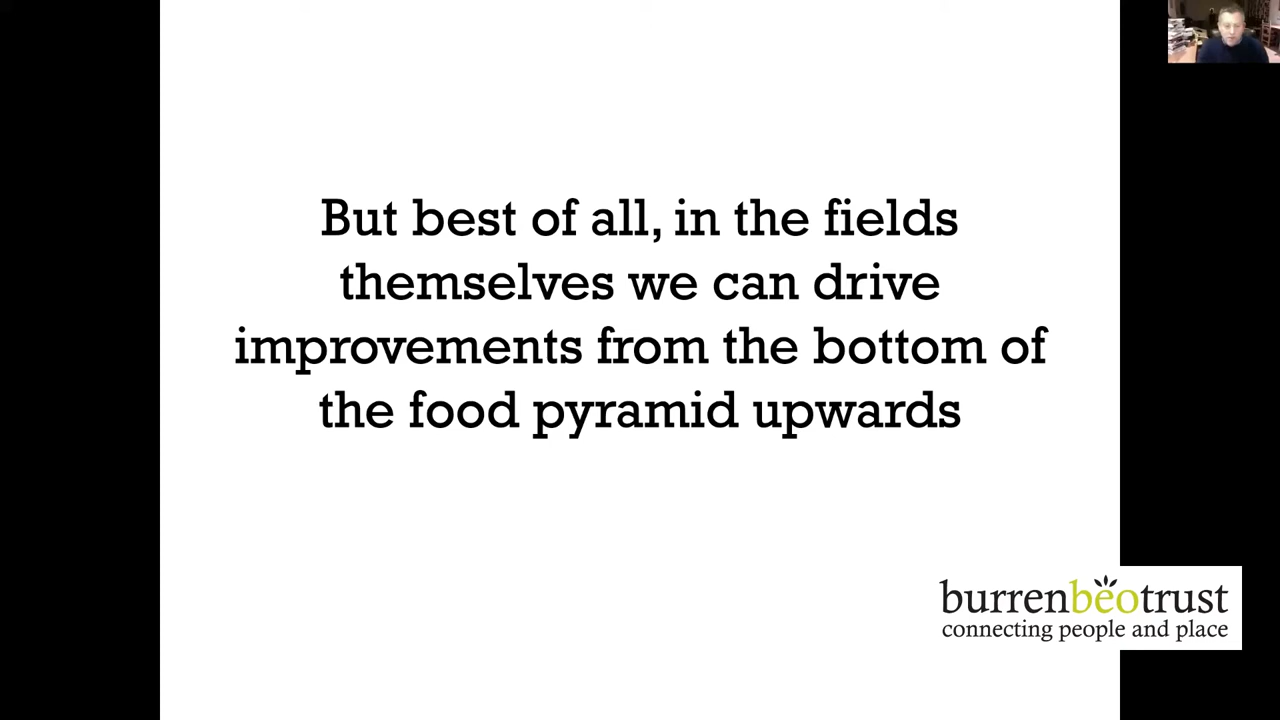 But best of all, in the fields
themselves we can drive
improvements from the bottom of
the food pyramid upwards
burrenbeotrust
connecting people and place